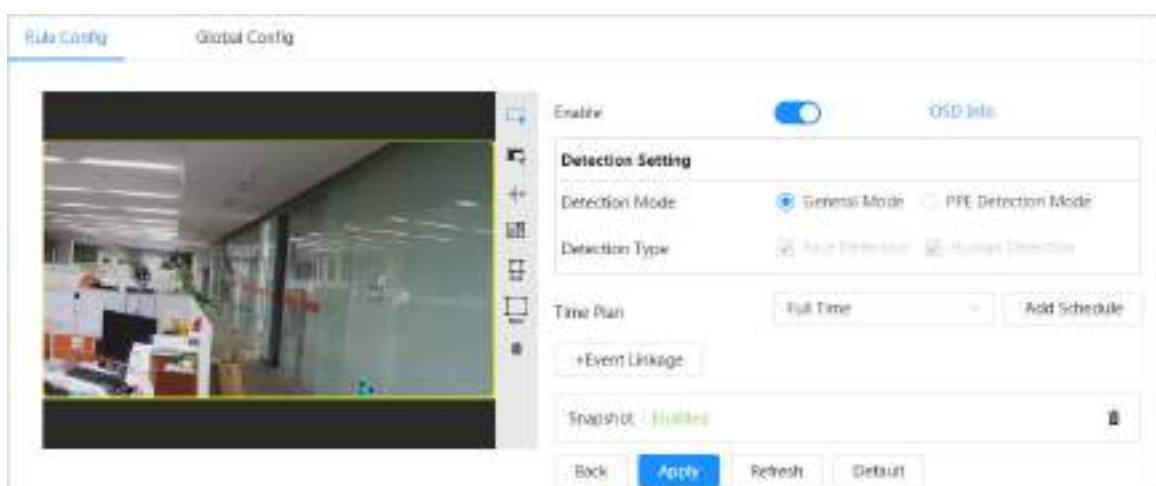 Rule Config Global Config
Enable OSD Info
Detection Setting
Detection Mode General Mode PPE Detection Mode
Detection Type Face Detection Human Detection
Time Plan Full Time Add Schedule
+Event Linkage
Snapshot Enabled
Back Apply Refresh Default